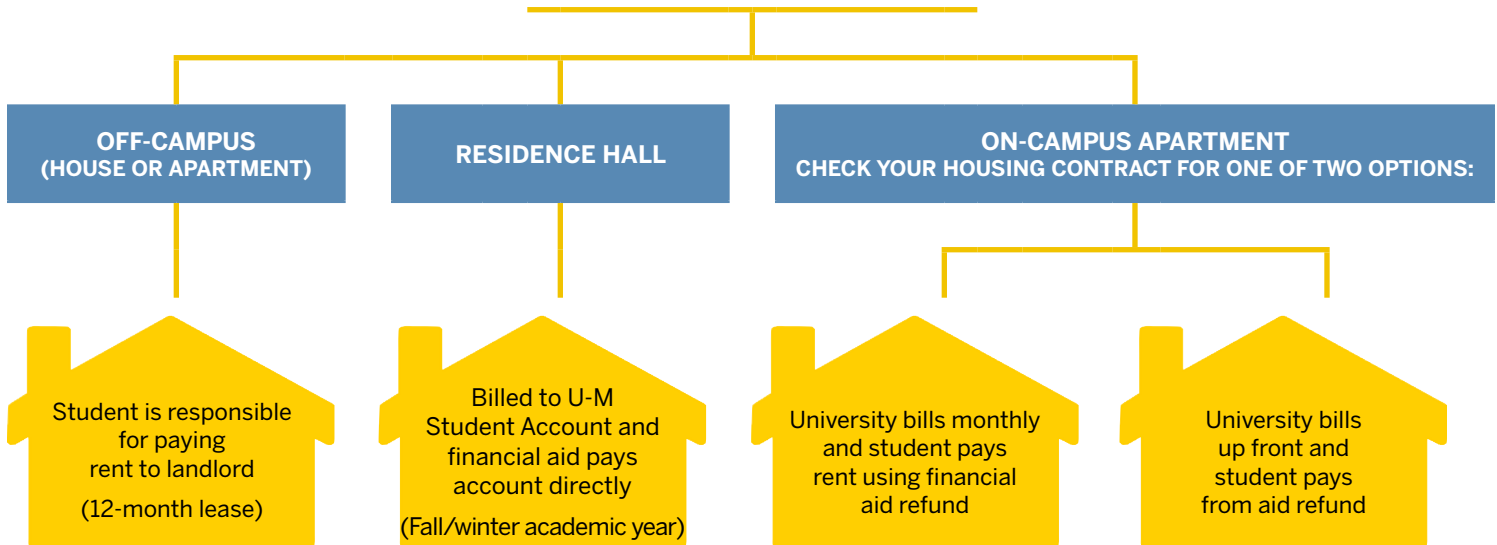 OFF-CAMPUS
(HOUSE OR APARTMENT)
RESIDENCE HALL
ON-CAMPUS APARTMENT
CHECK YOUR HOUSING CONTRACT FOR ONE OF TWO OPTIONS:
Student is responsible
for paying
rent to landlord
(12-month lease)
Billed to U-M
Student Account and
financial aid pays
account directly
(Fall/winter academic year)
University bills monthly
and student pays
rent using financial
aid refund
University bills
up front and
student pays
from aid refund